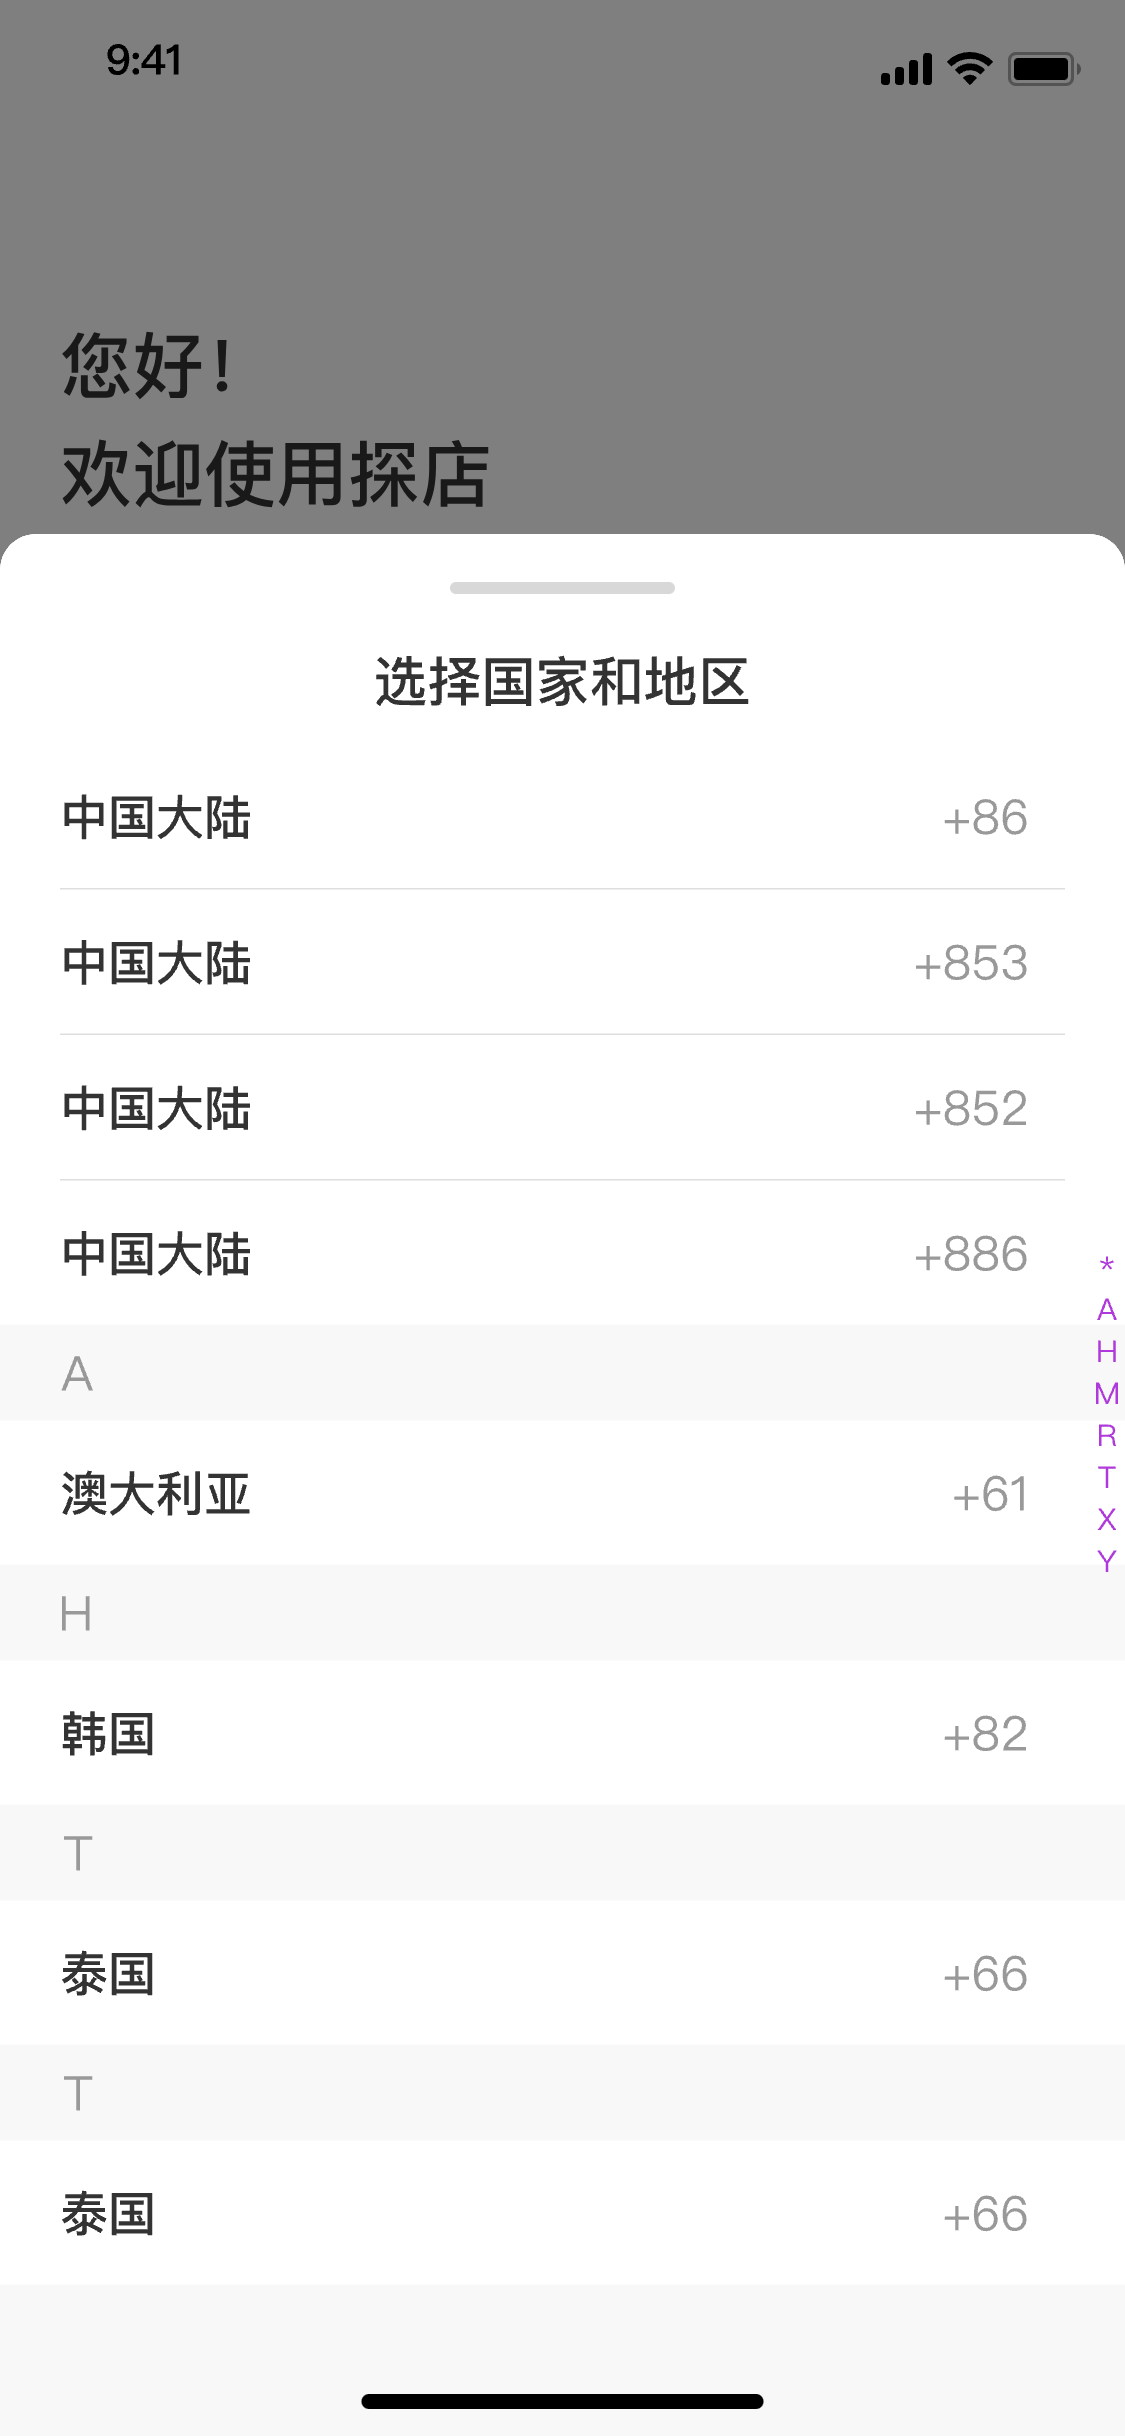 9:41
您好！
欢迎使用探店
选择国家和地区
中国大陆 +86
中国大陆 +853
中国大陆 +852
中国大陆 +886
A
澳大利亚 +61
H
韩国 +82
T
泰国 +66
T
泰国 +66
*
A
H
M
R
T
X
Y